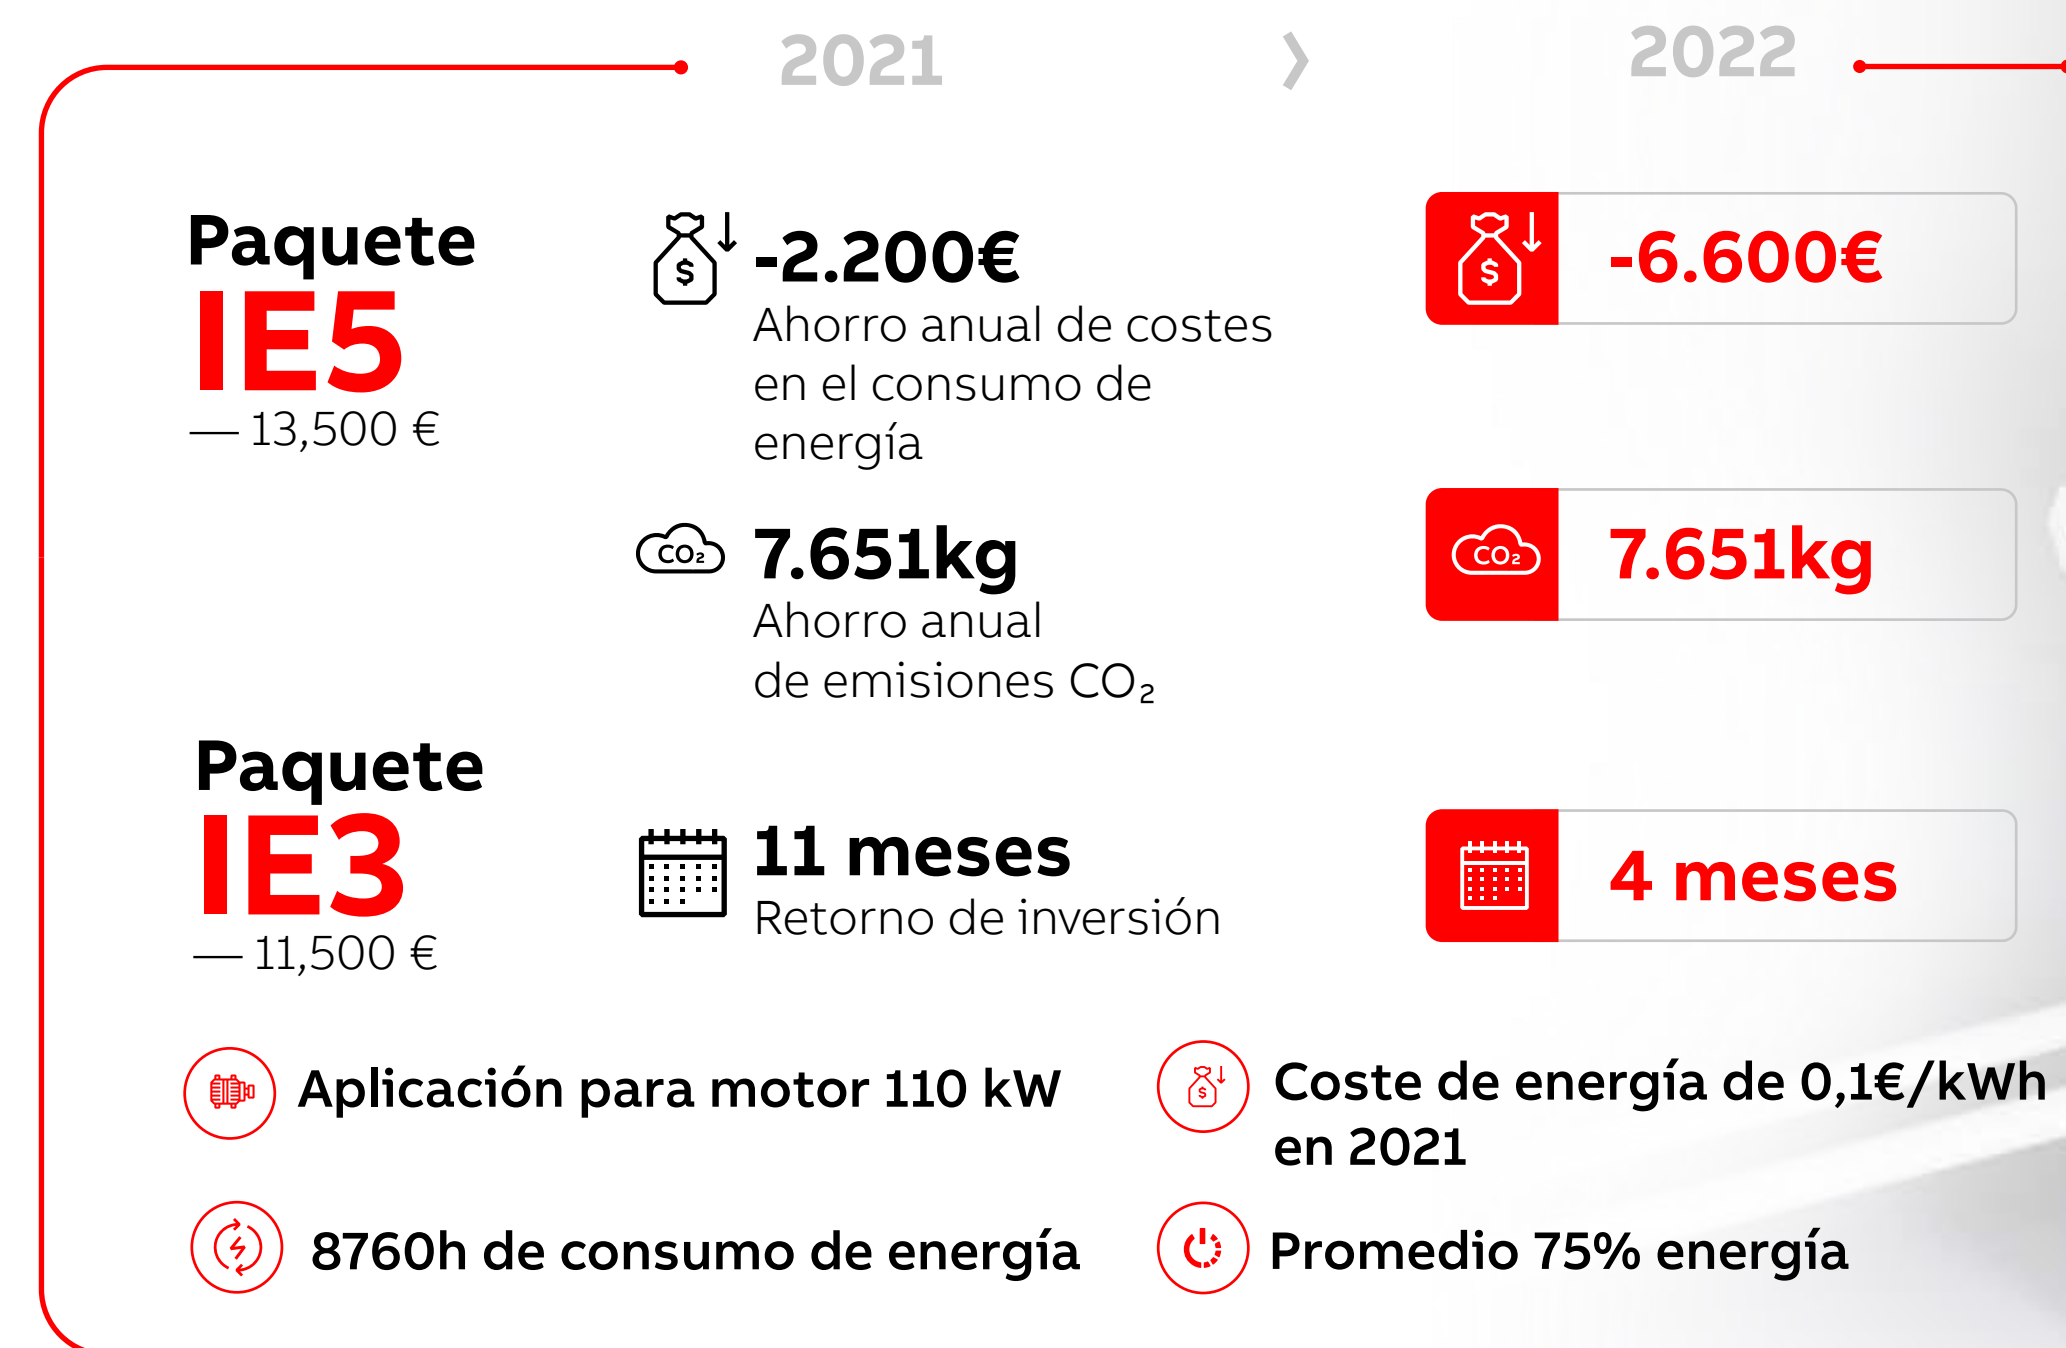 2021
2022
Paquete
IE5
— 13,500 €
-2.200€
Ahorro anual de costes
en el consumo de
energía
-6.600€
CO₂
7.651kg
Ahorro anual
de emisiones CO₂
CO₂
7.651kg
Paquete
IE3
— 11,500 €
11 meses
Retorno de inversión
4 meses
Aplicación para motor 110 kW
Coste de energía de 0,1€/kWh
en 2021
8760h de consumo de energía
Promedio 75% energía